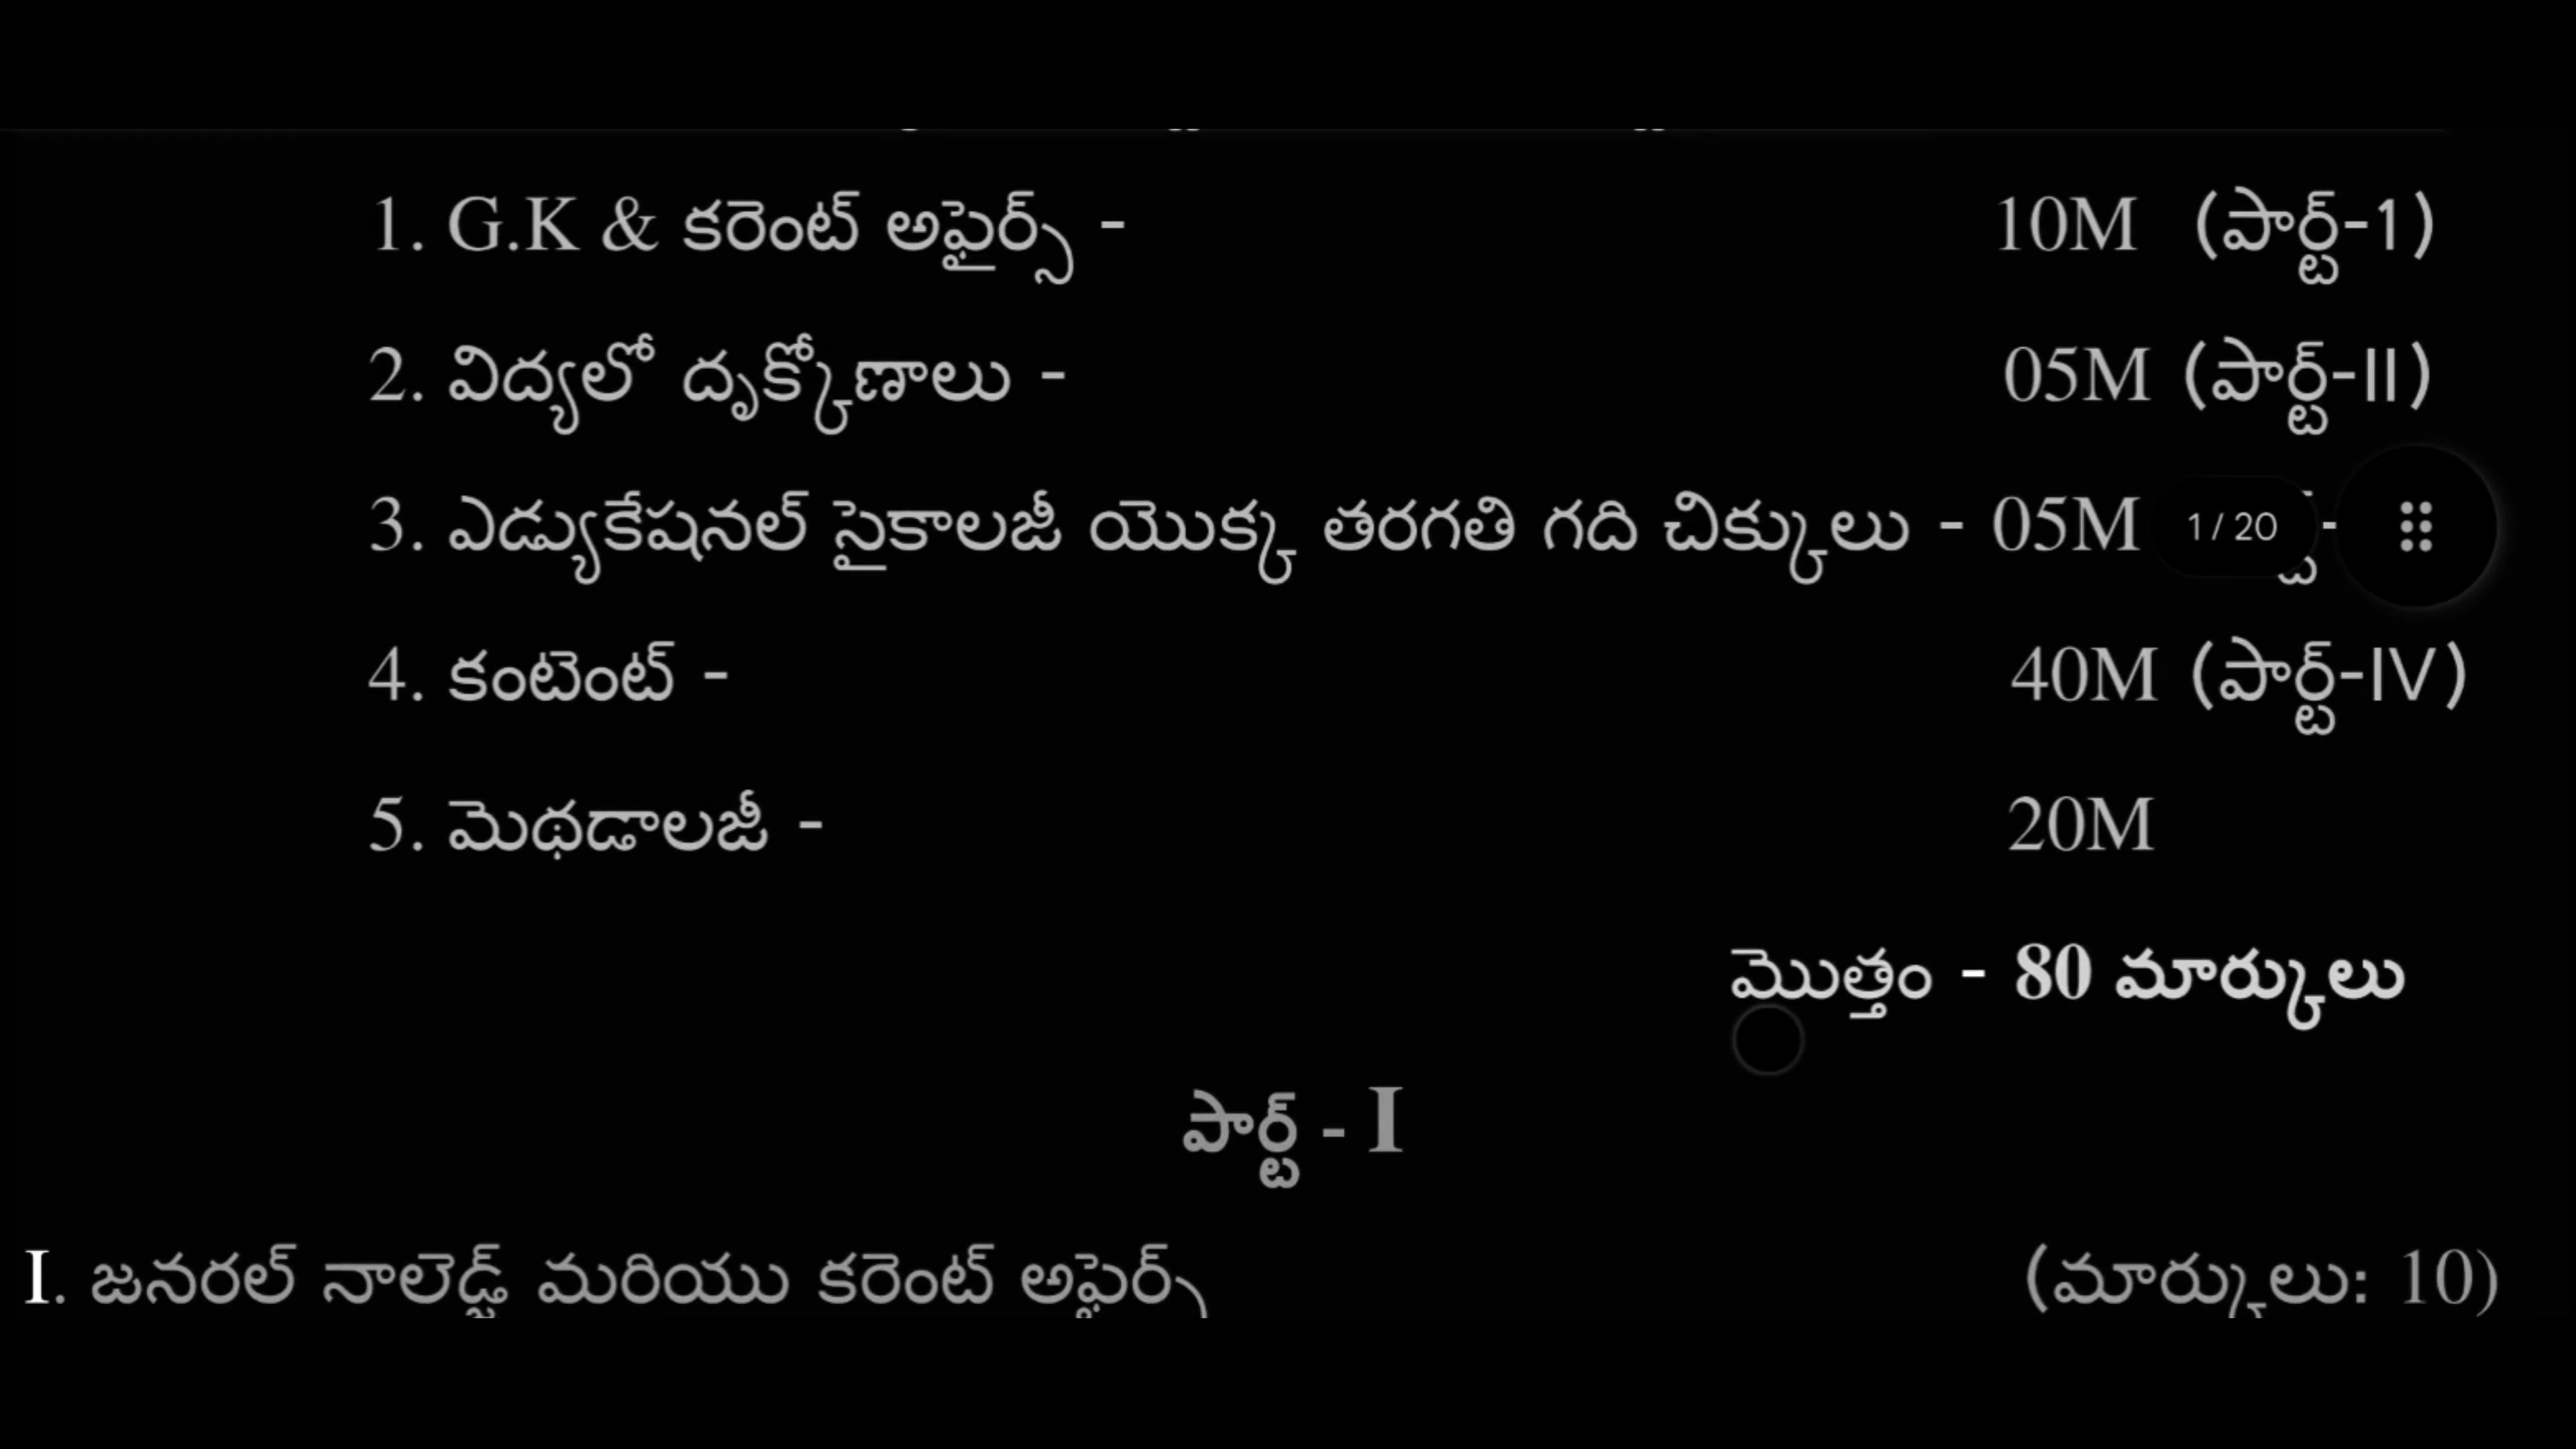 1. G.K & కరెంట్ అఫైర్స్ - 10M (పార్ట్-1)
2. విద్యలో దృక్కోణాలు - 05M (పార్ట్-II)
3. ఎడ్యుకేషనల్ సైకాలజీ యొక్క తరగతి గది చిక్కులు - 05M 1 / 20 -
4. కంటెంట్ - 40M (పార్ట్-IV)
5. మెథడాలజీ - 20M
మొత్తం - 80 మార్కులు
పార్ట్ - I
I. జనరల్ నాలెడ్జ్ మరియు కరెంట్ అఫైర్స్ (మార్కులు: 10)